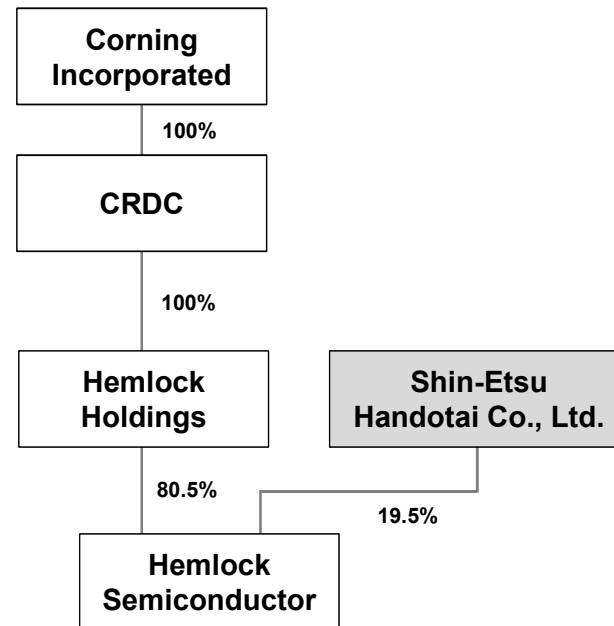 Corning
Incorporated
100%
CRDC
100%
Hemlock
Holdings
Shin-Etsu
Handotai Co., Ltd.
80.5%
19.5%
Hemlock
Semiconductor